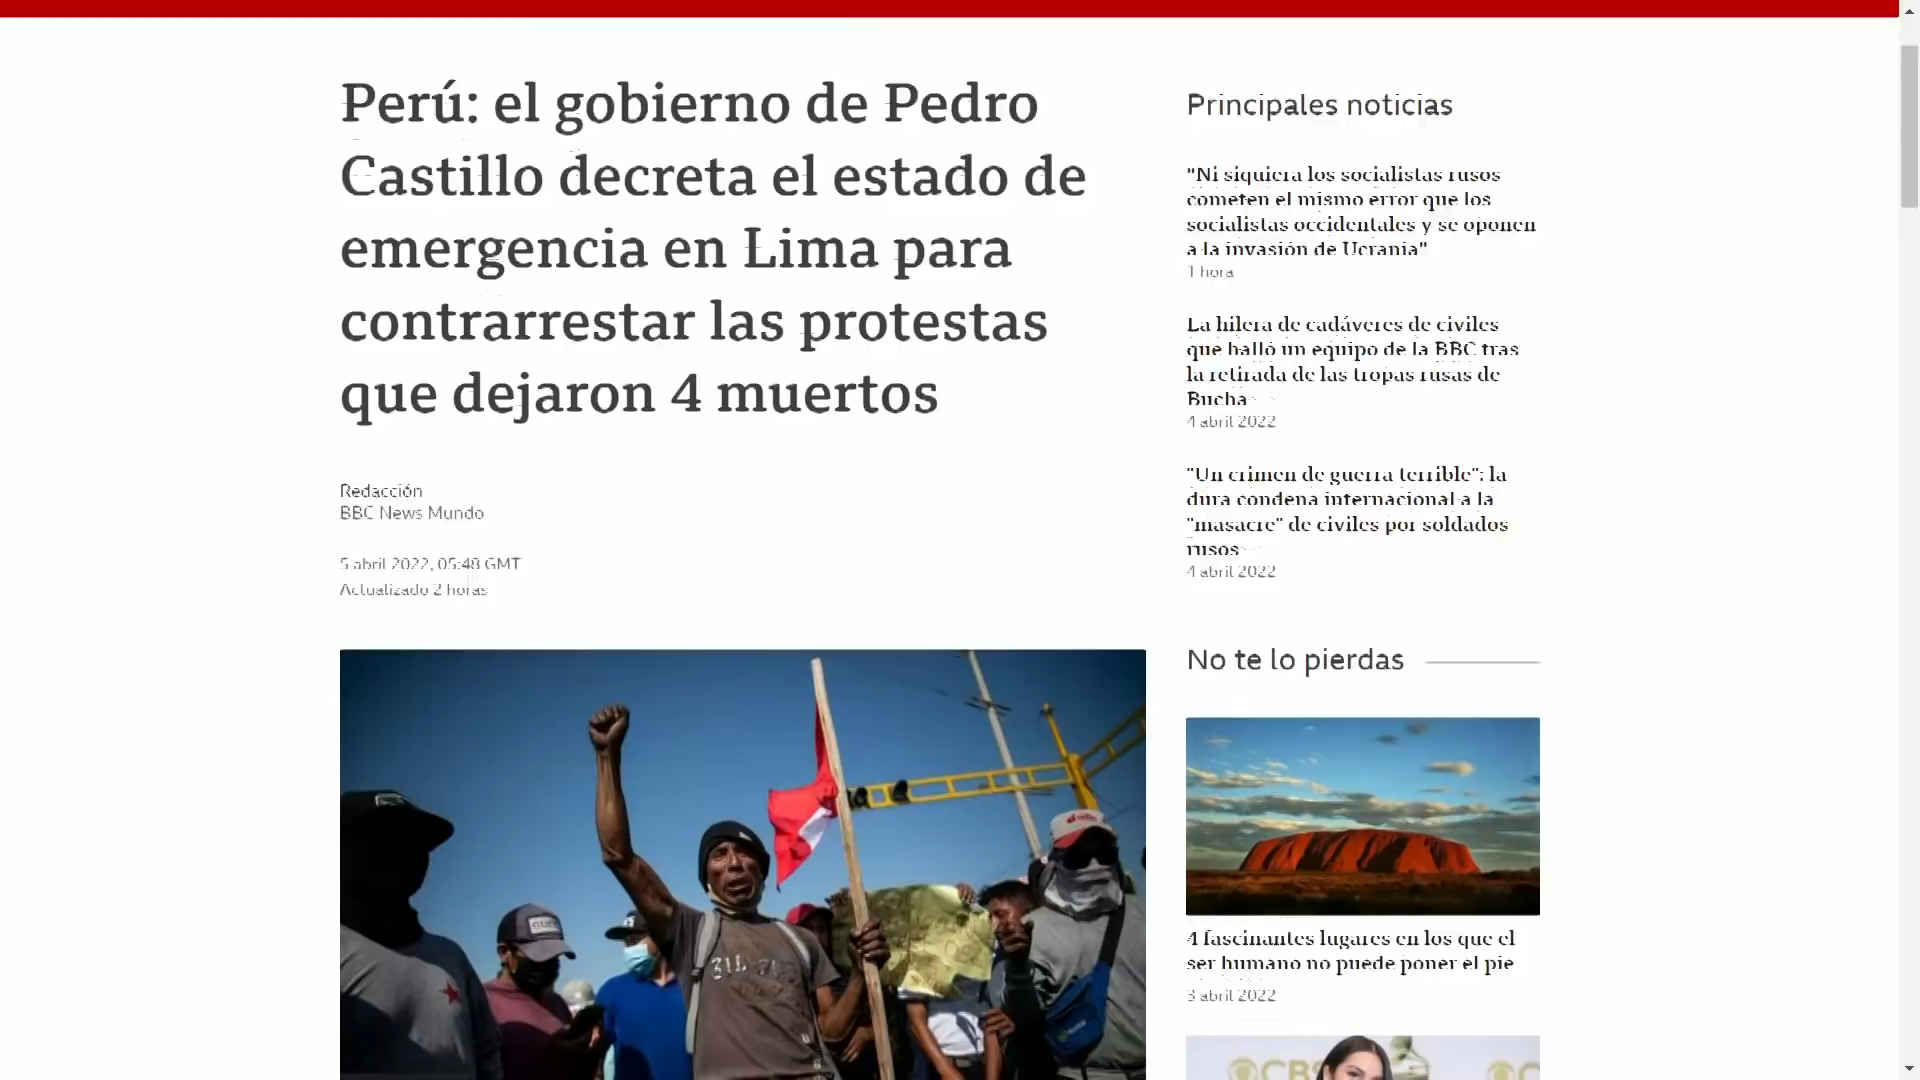 Perú: el gobierno de Pedro
Castillo decreta el estado de
emergencia en Lima para
contrarrestar las protestas
que dejaron 4 muertos
Redacción
BBC News Mundo
5 abril 2022, 05:48 GMT
Actualizado 2 horas
Principales noticias
"Ni siquiera los socialistas rusos
cometen el mismo error que los
socialistas occidentales y se oponen
a la invasión de Ucrania"
1 hora
La hilera de cadáveres de civiles
que halló un equipo de la BBC tras
la retirada de las tropas rusas de
Bucha
4 abril 2022
"Un crimen de guerra terrible": la
dura condena internacional a la
"masacre" de civiles por soldados
rusos
4 abril 2022
No te lo pierdas
4 fascinantes lugares en los que el
ser humano no puede poner el pie
3 abril 2022
CBS